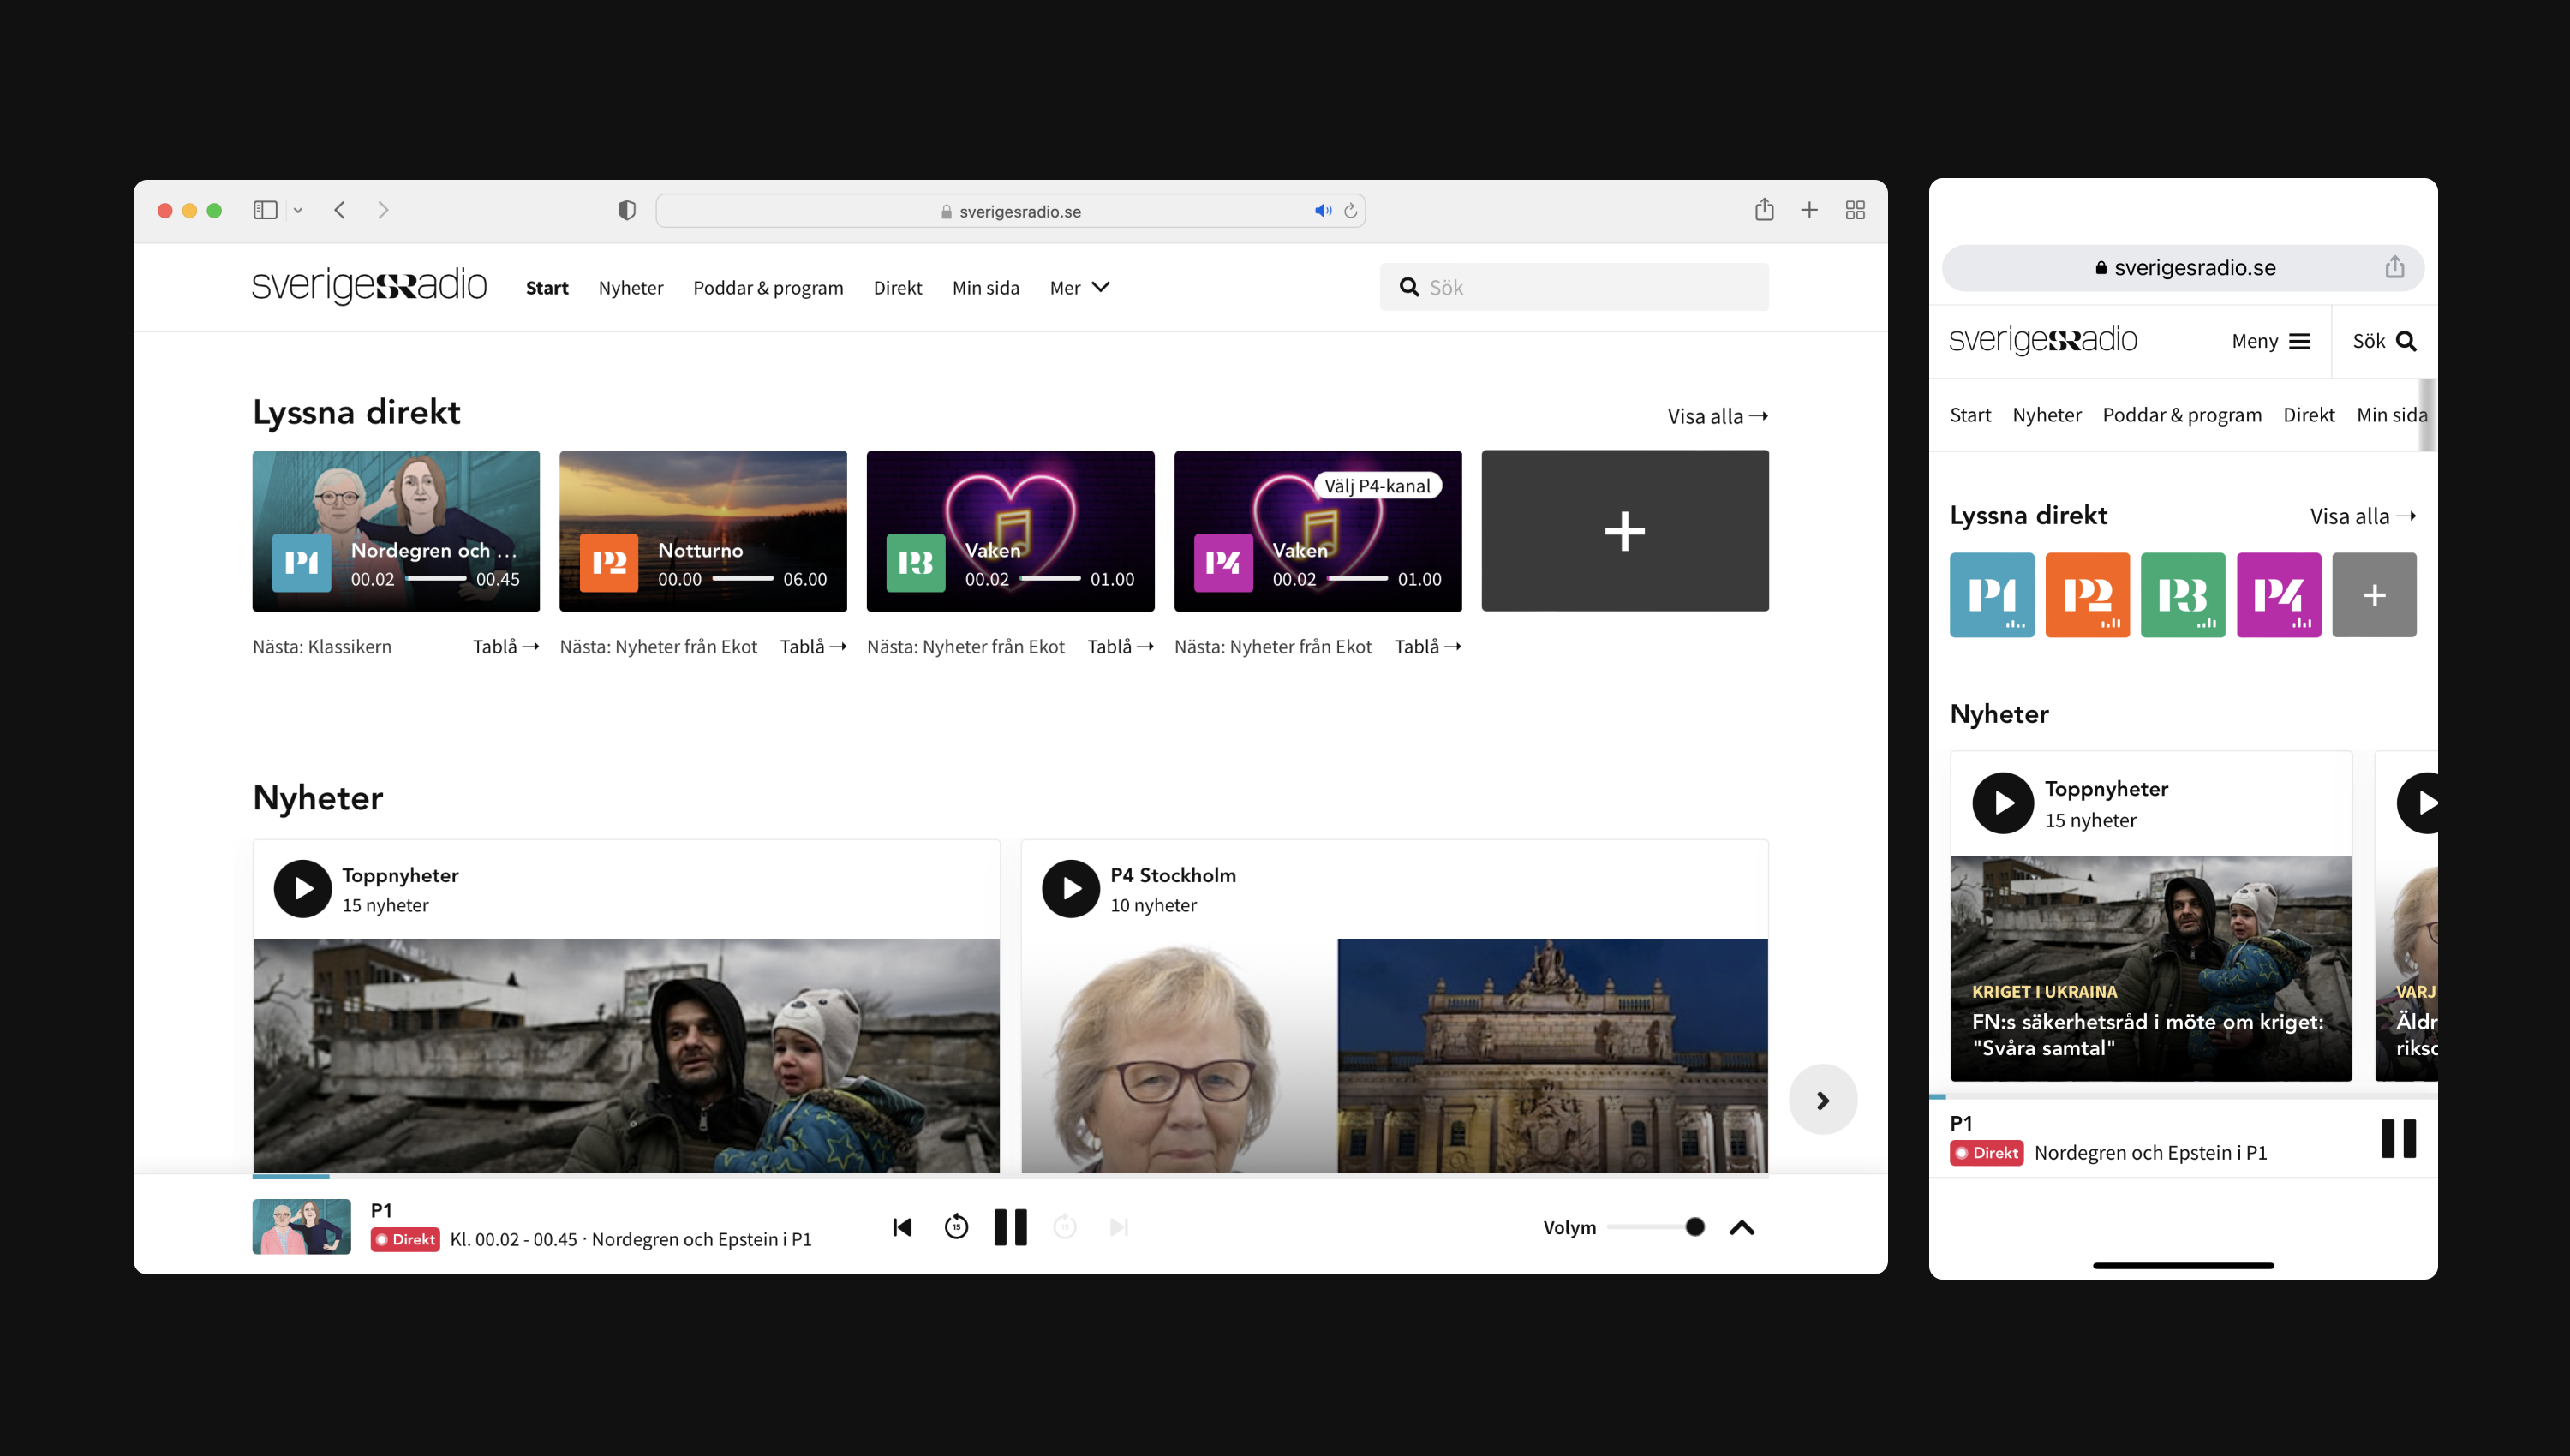 sverigesradio.se
sverigesSRadio Start Nyheter Poddar & program Direkt Min sida Mer Sök
Lyssna direkt Visa alla →
P1 Nordegren och ... 00.02 00.45
P2 Notturno 00.00 06.00
P3 Vaken 00.02 01.00
Välj P4-kanal
P4 Vaken 00.02 01.00
Nästa: Klassikern Tablå → Nästa: Nyheter från Ekot Tablå → Nästa: Nyheter från Ekot Tablå → Nästa: Nyheter från Ekot Tablå →
Nyheter
Toppnyheter
15 nyheter
P4 Stockholm
10 nyheter
P1
Direkt Kl. 00.02 - 00.45 · Nordegren och Epstein i P1
15
Volym
sverigesradio.se
sverigesSRadio Meny Sök
Start Nyheter Poddar & program Direkt Min sida
Lyssna direkt Visa alla →
P1 P2 P3 P4
Nyheter
Toppnyheter
15 nyheter
KRIGET I UKRAINA
FN:s säkerhetsråd i möte om kriget:
"Svåra samtal"
P1
Direkt Nordegren och Epstein i P1